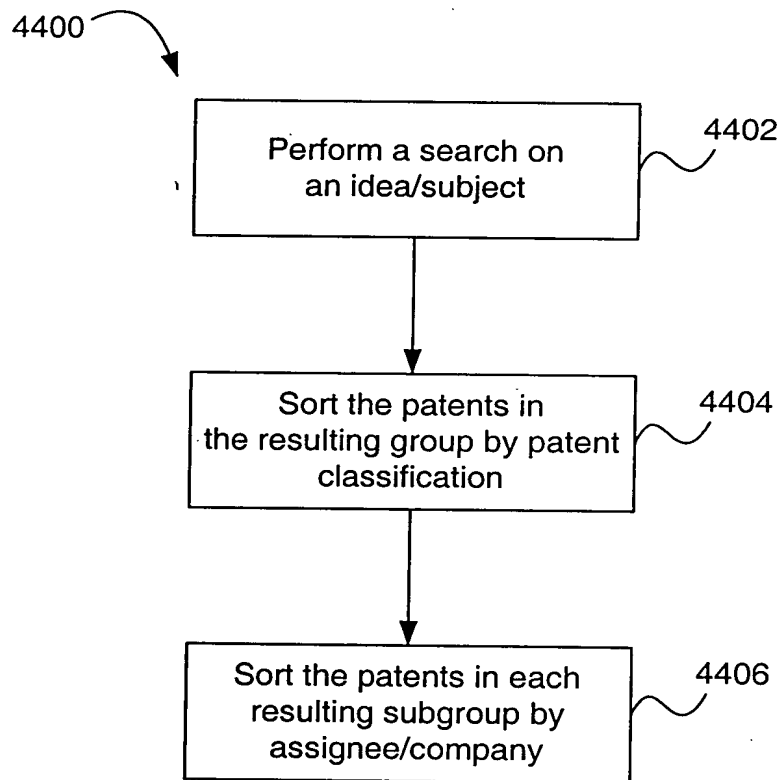 4400
4402
Perform a search on
an idea/subject
4404
Sort the patents in
the resulting group by patent
classification
4406
Sort the patents in each
resulting subgroup by
assignee/company